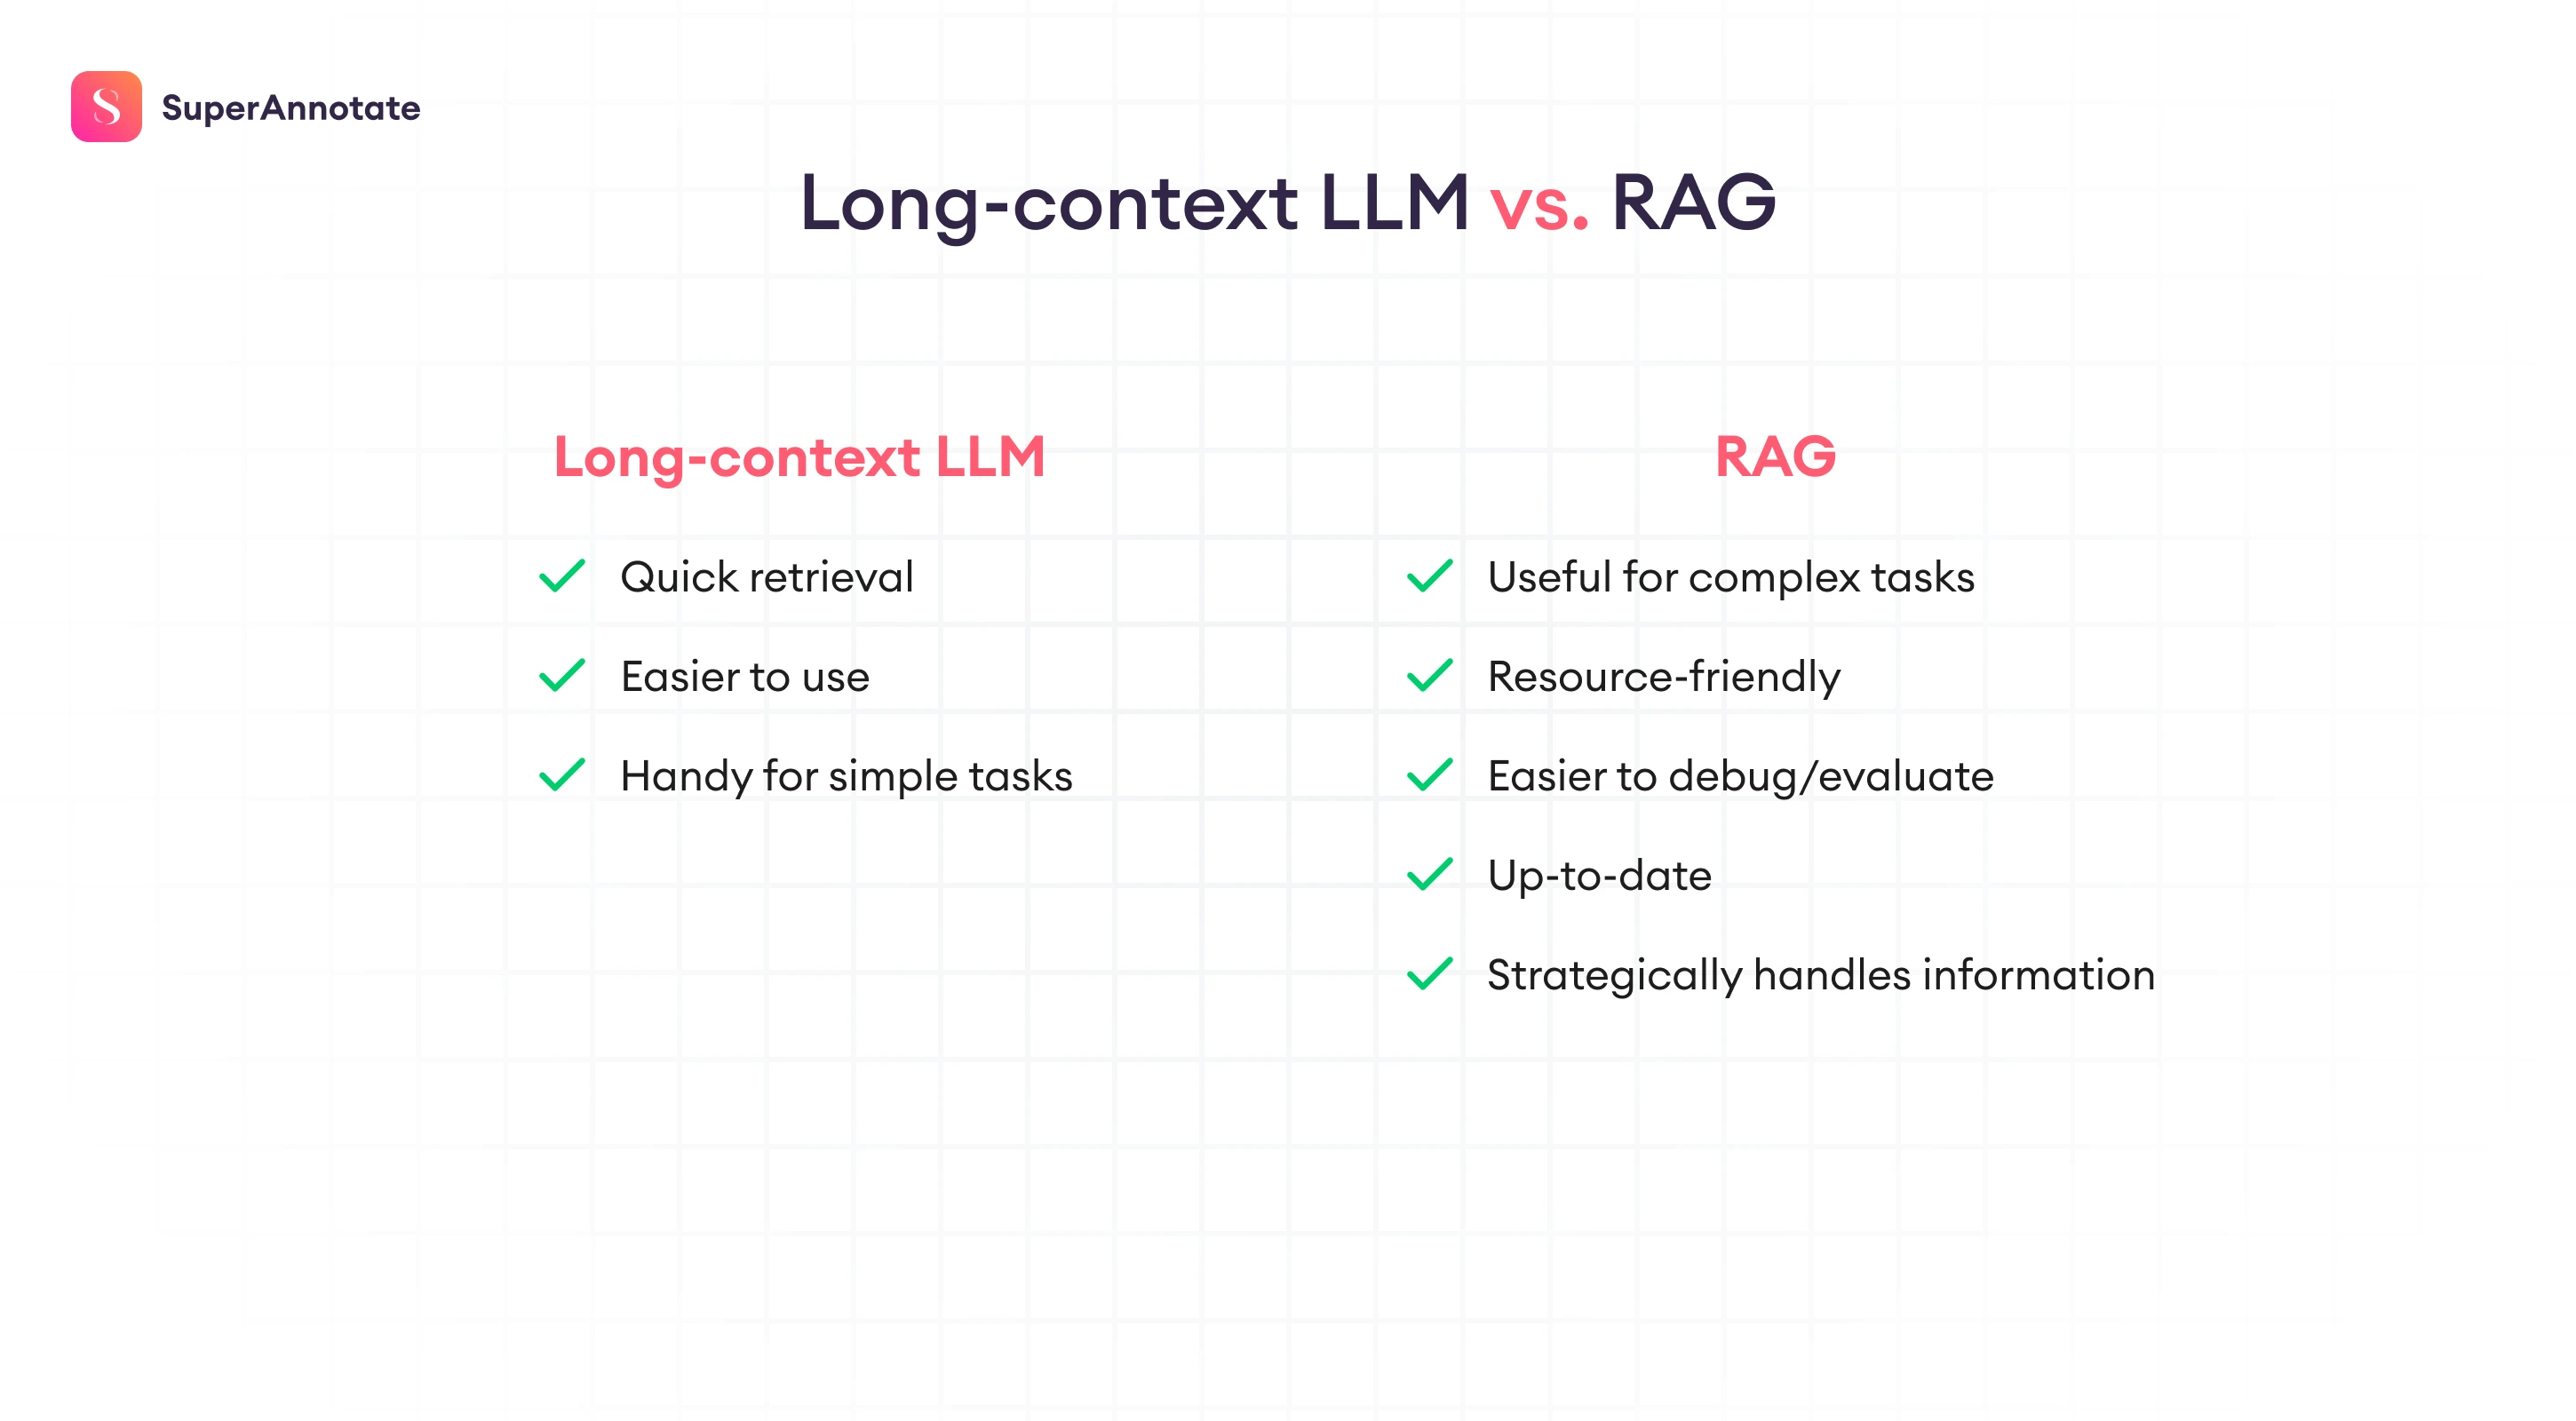 SuperAnnotate
Long-context LLM vs. RAG
Long-context LLM
Quick retrieval
Easier to use
Handy for simple tasks
RAG
Useful for complex tasks
Resource-friendly
Easier to debug/evaluate
Up-to-date
Strategically handles information